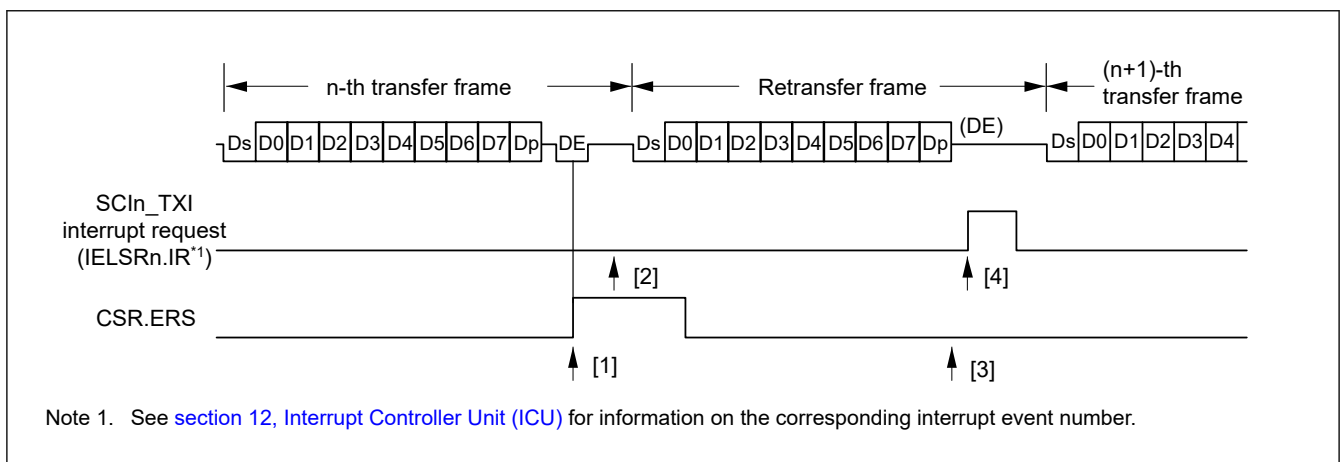 n-th transfer frame Retransfer frame (n+1)-th
transfer frame
Ds D0 D1 D2 D3 D4 D5 D6 D7 Dp DE Ds D0 D1 D2 D3 D4 D5 D6 D7 Dp (DE) Ds D0 D1 D2 D3 D4
SCIn_TXI
interrupt request
(IELSRn.IR*1)
[2] [4]
CSR.ERS
[1] [3]
Note 1. See section 12, Interrupt Controller Unit (ICU) for information on the corresponding interrupt event number.